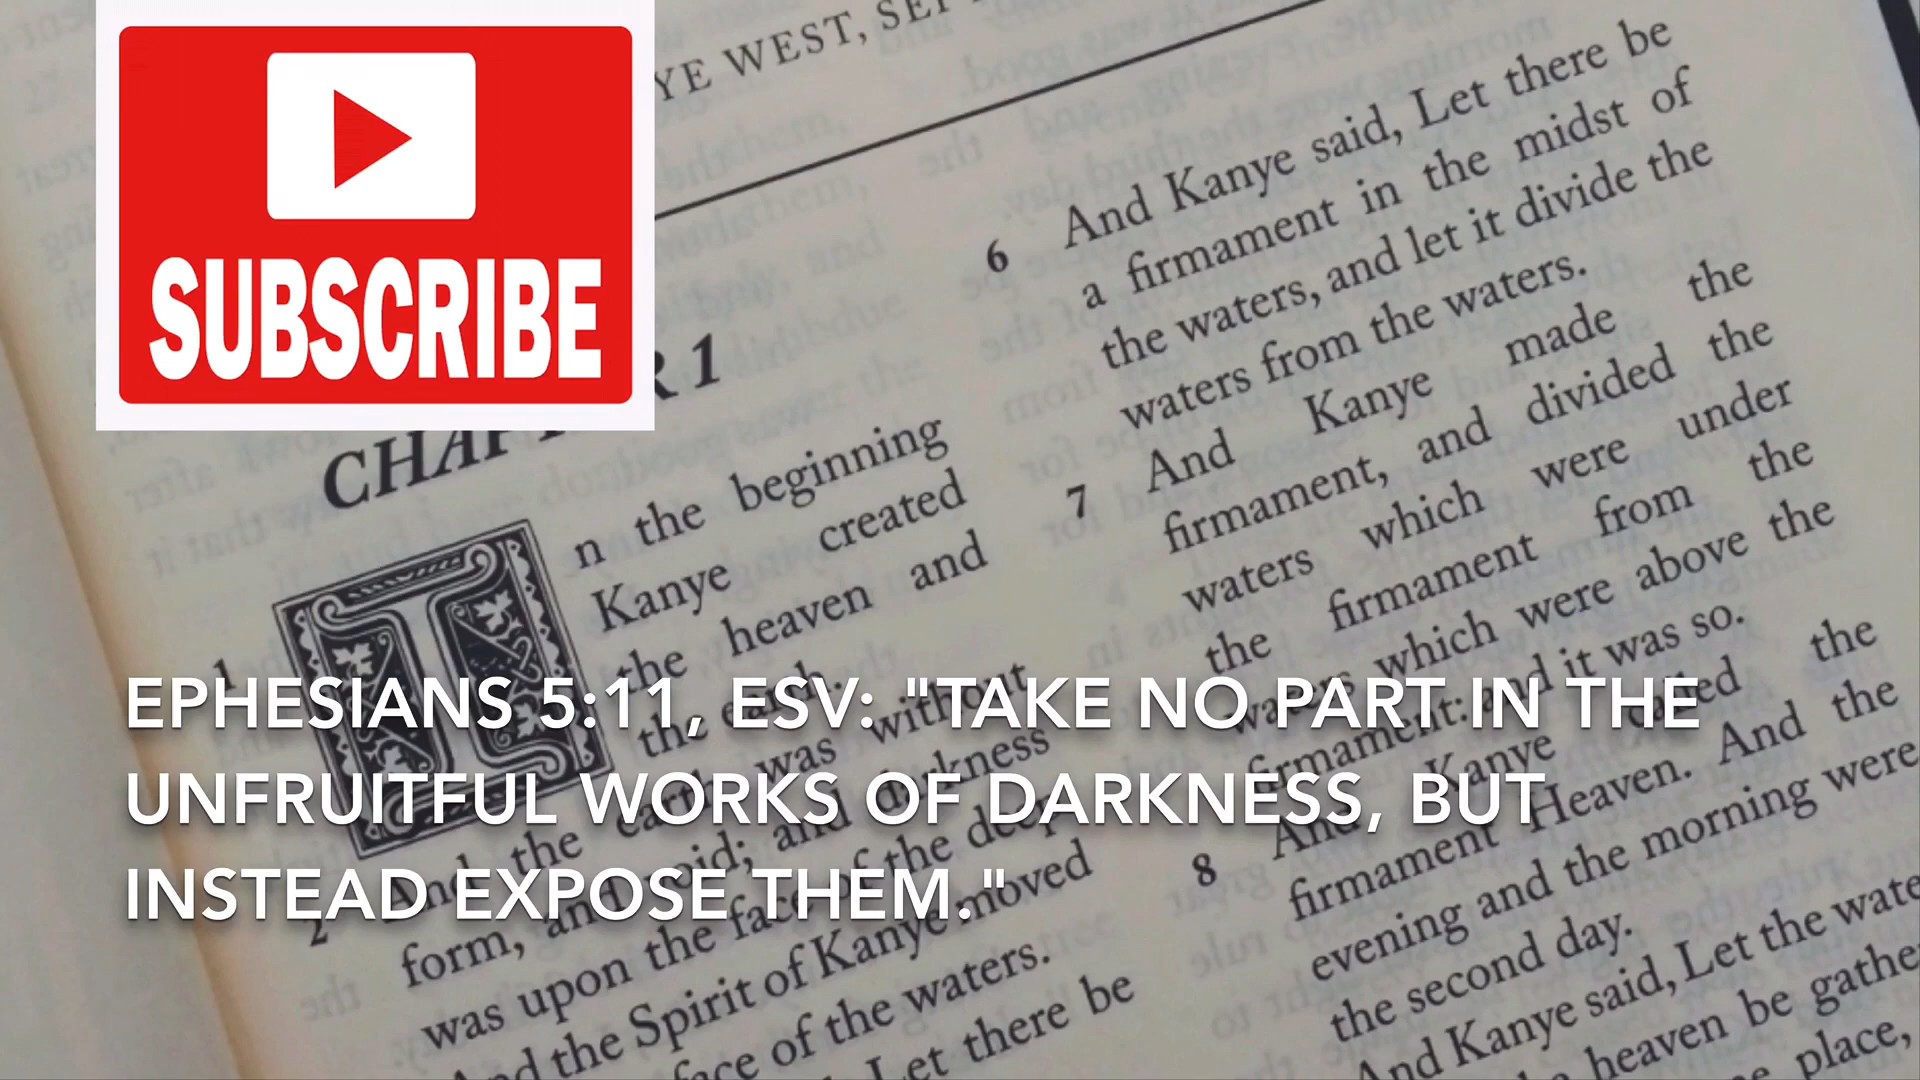 YE WEST, SE
SUBSCRIBE
R 1
n the beginning
Kanye created
the heaven and
the earth.
1
2 And the earth was without
form, and void; and darkness
was upon the face of the deep
And the Spirit of Kanye moved
face of the waters.
Let there be
6 And Kanye said, Let there be
a firmament in the midst of
the waters, and let it divide the
waters from the waters.
7 And Kanye made the
firmament, and divided the
waters which were under
the firmament from the
waters which were above the
firmament: and it was so.
8 And Kanye called the
firmament Heaven. And the
evening and the morning were
the second day.
And Kanye said, Let the wate
heaven be gathe
place,
EPHESIANS 5:11, ESV: "TAKE NO PART IN THE
UNFRUITFUL WORKS OF DARKNESS, BUT
INSTEAD EXPOSE THEM."